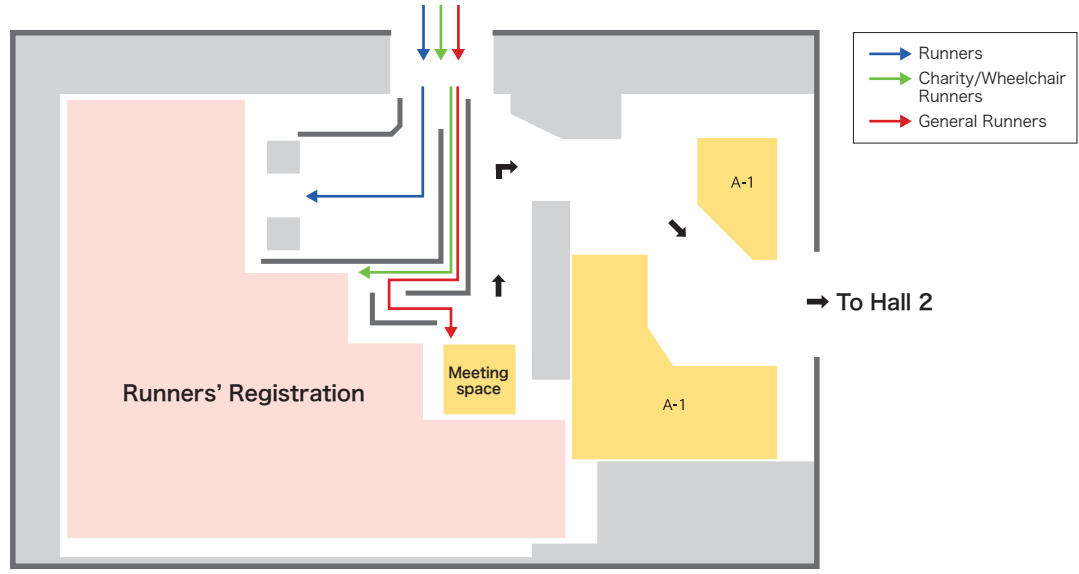 Runners
Charity/Wheelchair
Runners
General Runners
A-1
To Hall 2
Runners’ Registration
Meeting
space
A-1